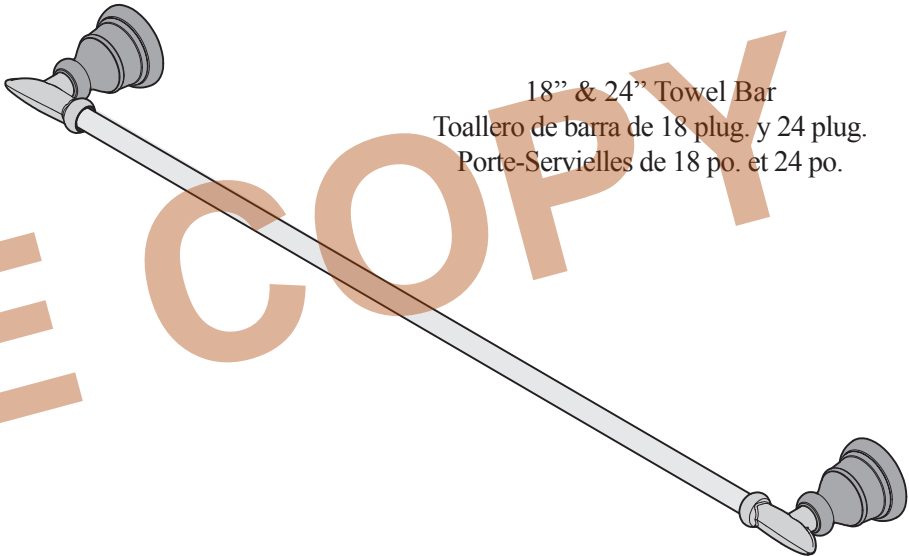 18” & 24” Towel Bar
Toallero de barra de 18 plug. y 24 plug.
Porte-Servielles de 18 po. et 24 po.
E COPY